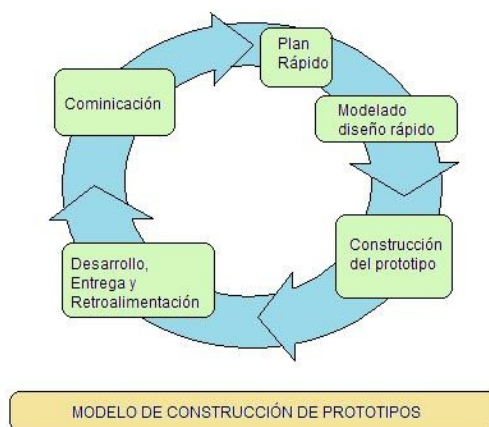 Plan
Rápido
Cominicación
Modelado
diseño rápido
Construcción
del prototipo
Desarrollo,
Entrega y
Retroalimentación
MODELO DE CONSTRUCCIÓN DE PROTOTIPOS